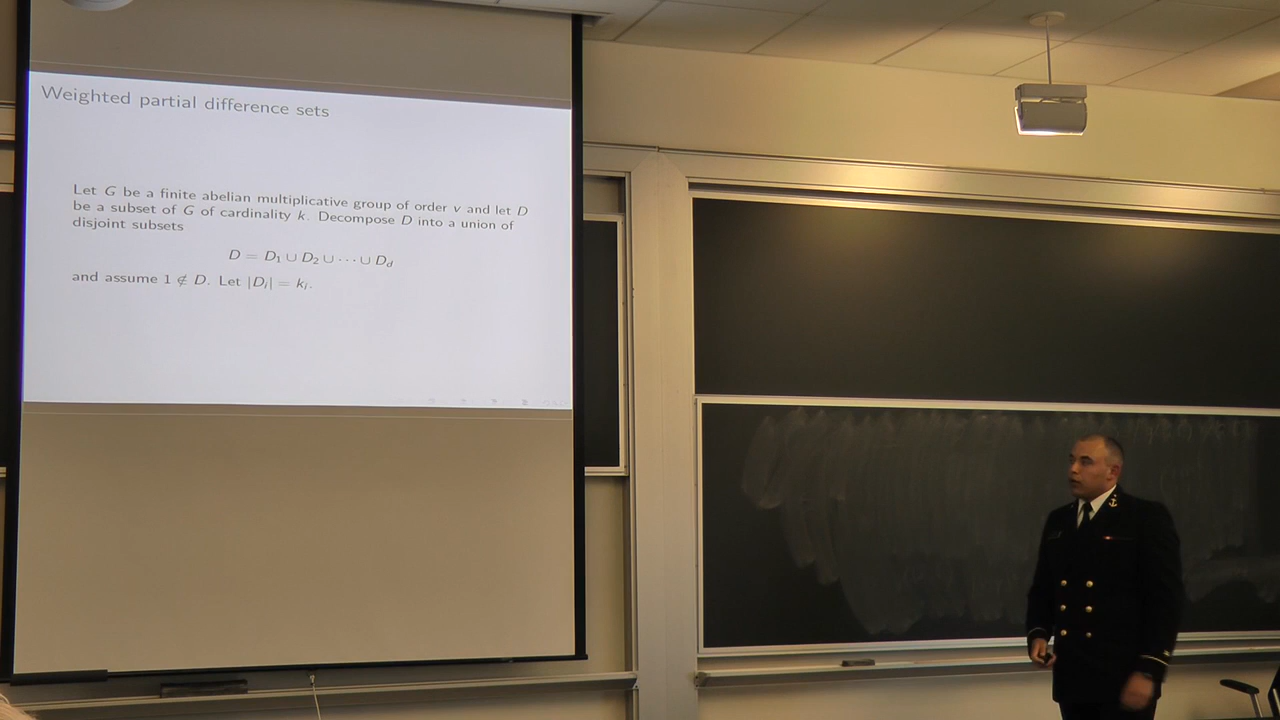 Weighted partial difference sets
Let G be a finite abelian multiplicative group of order v and let D
be a subset of G of cardinality k. Decompose D into a union of
disjoint subsets
D = D₁ ∪ D₂ ∪ ⋯ ∪ D_d
and assume 1 ∉ D. Let |Dᵢ| = kᵢ.